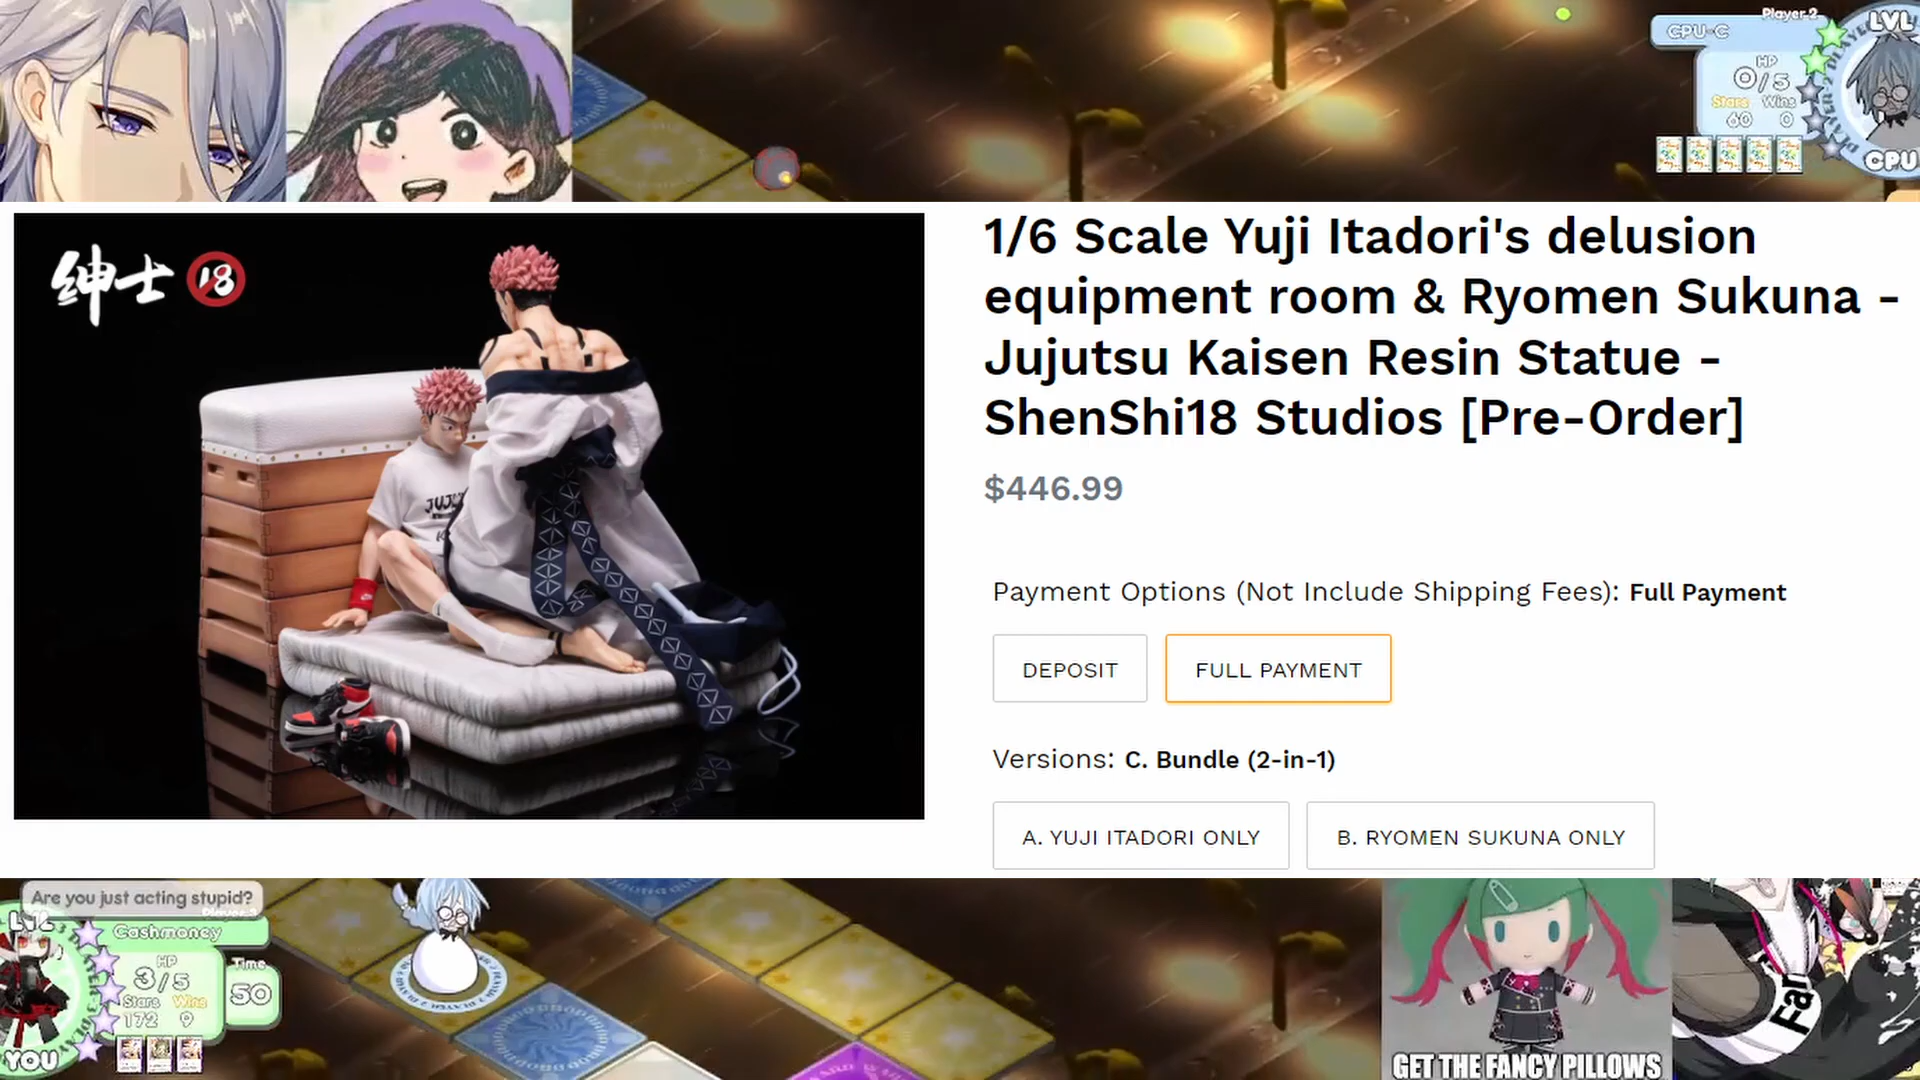 Player 2
LVL
CPU-C
HP
0/5
Stars Wins
60 0
CPU
绅士 18
1/6 Scale Yuji Itadori's delusion
equipment room & Ryomen Sukuna -
Jujutsu Kaisen Resin Statue -
ShenShi18 Studios [Pre-Order]
$446.99
Payment Options (Not Include Shipping Fees): Full Payment
DEPOSIT
FULL PAYMENT
Versions: C. Bundle (2-in-1)
A. YUJI ITADORI ONLY
B. RYOMEN SUKUNA ONLY
Are you just acting stupid?
LVL
Cashmoney
HP
3/5
Time
50
Stars Wins
172 9
YOU
GET THE FANCY PILLOWS